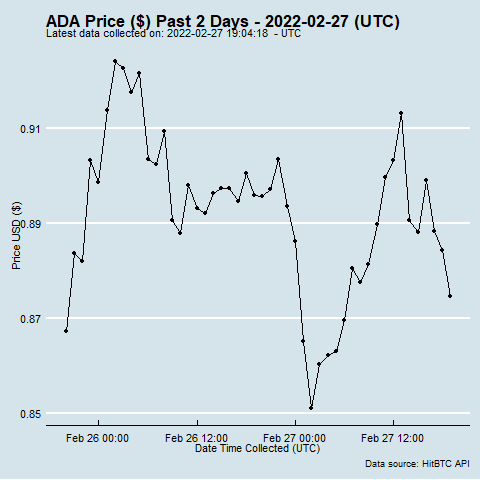 ADA Price ($) Past 2 Days - 2022-02-27 (UTC)
Latest data collected on: 2022-02-27 19:04:18  - UTC
Price USD ($)
0.91
0.89
0.87
0.85
Feb 26 00:00
Feb 26 12:00
Feb 27 00:00
Feb 27 12:00
Date Time Collected (UTC)
Data source: HitBTC API